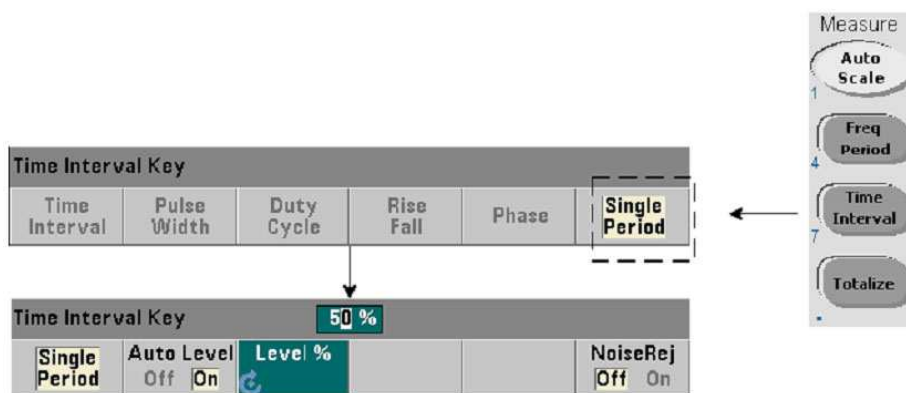 Measure
Auto
Scale
1
Freq
Period
4
Time
Interval
7
Totalize
.
Time Interval Key
Time
Interval
Pulse
Width
Duty
Cycle
Rise
Fall
Phase
Single
Period
Time Interval Key
50 %
Single
Period
Auto Level
Off On
Level %
NoiseRej
Off On